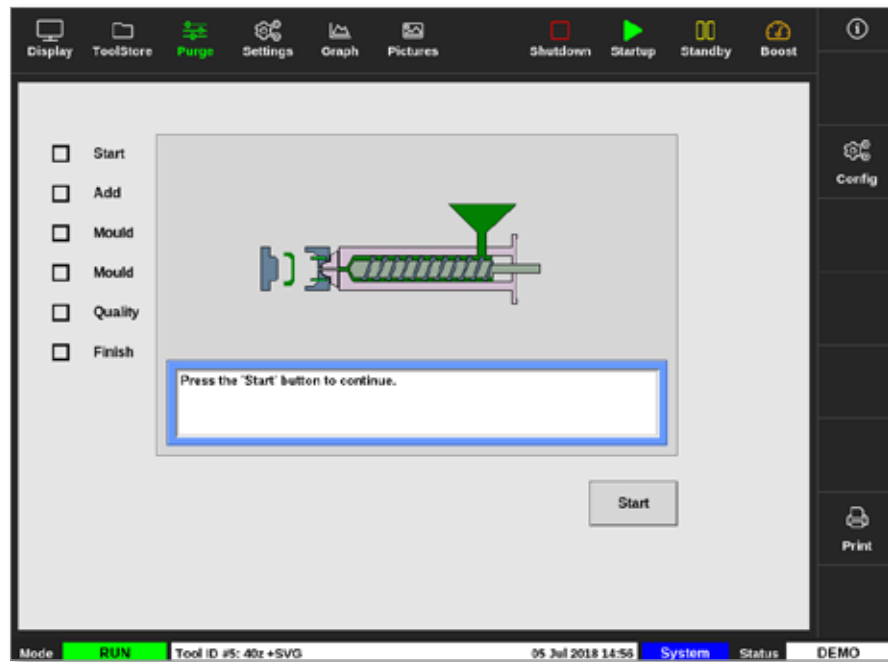 Display ToolStore Purge Settings Graph Pictures Shutdown Startup Standby Boost
Config
Start
Add
Mould
Mould
Quality
Finish
Press the 'Start' button to continue.
Start
Print
Mode RUN Tool ID #5: 40z +SVG 05 Jul 2018 14:56 System Status DEMO